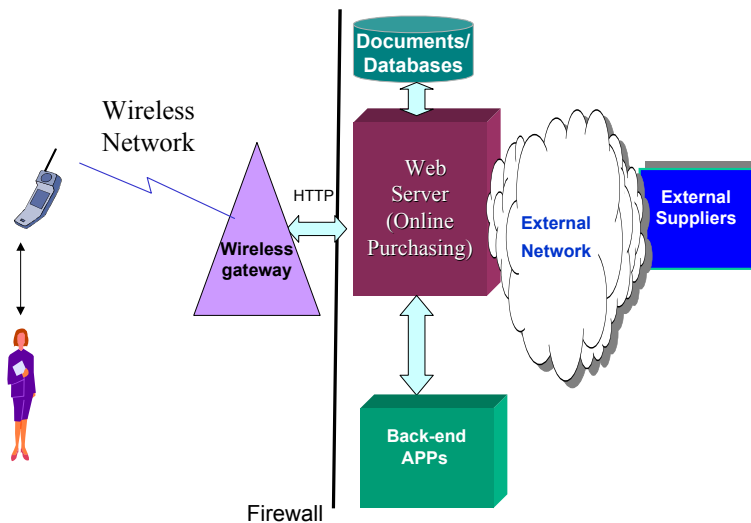 Documents/
Databases
Wireless
Network
Web
Server
(Online
Purchasing)
HTTP
External
Suppliers
External
Network
Wireless
gateway
Back-end
APPs
Firewall